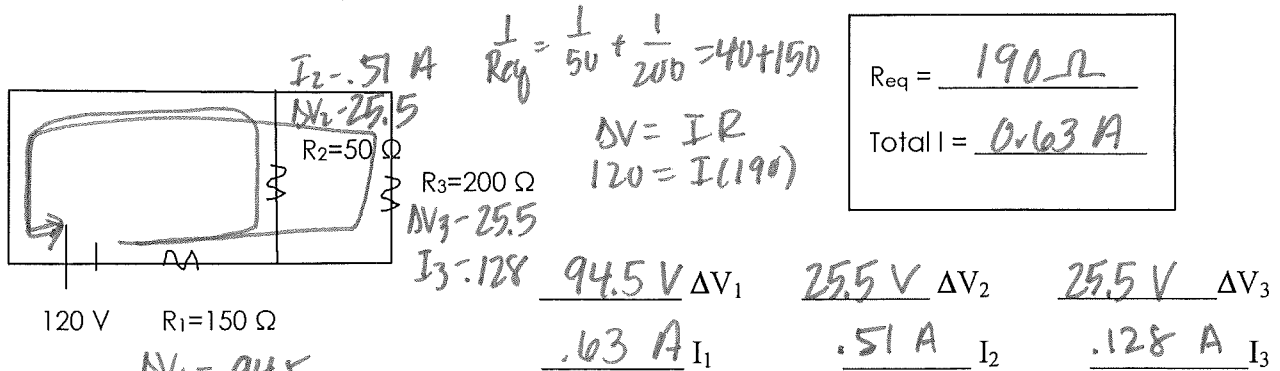 I₂-.51 A
ΔV₂-25.5
R₂=50 Ω
R₃=200 Ω
ΔV₃-25.5
I₃-.128
120 V R₁=150 Ω
1/Req = 1/50 + 1/200 =40+150
ΔV = IR
120 = I(190)
Req = 190 Ω
Total I = 0.63 A
94.5 V ΔV₁ 25.5 V ΔV₂ 25.5 V ΔV₃
.63 A I₁ .51 A I₂ .128 A I₃